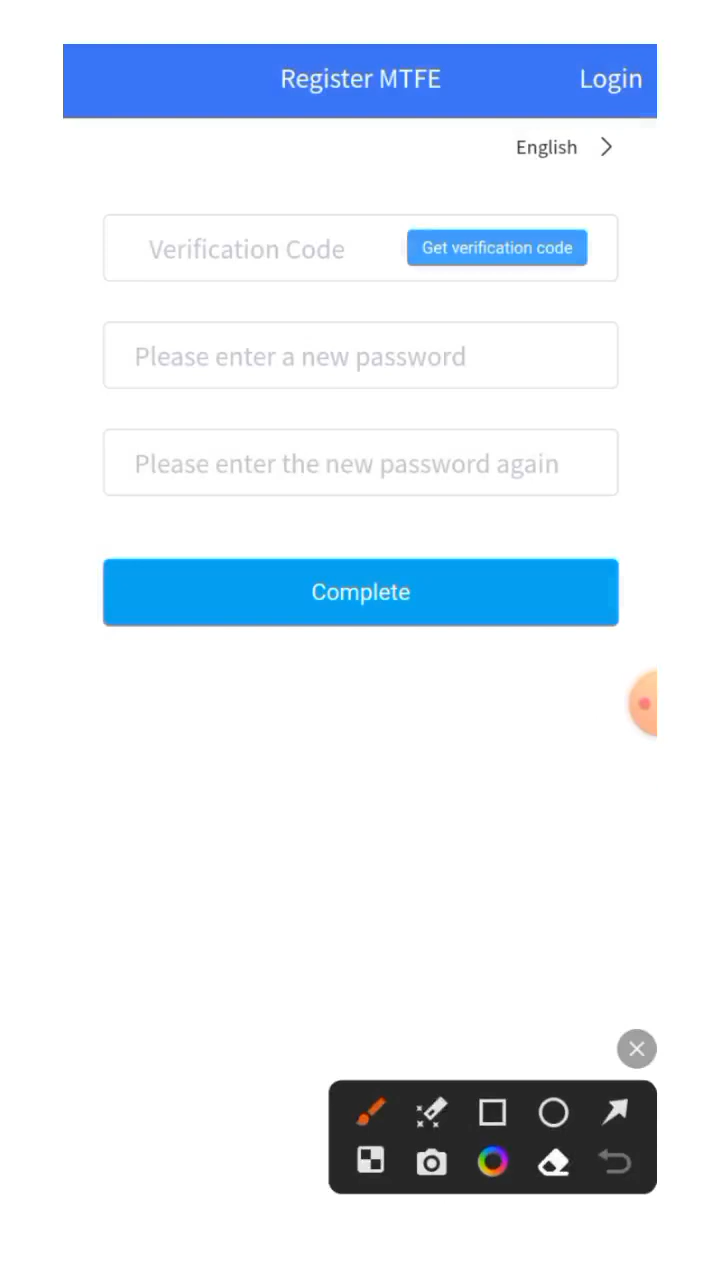 Register MTFE
Login
English
Verification Code
Get verification code
Please enter a new password
Please enter the new password again
Complete